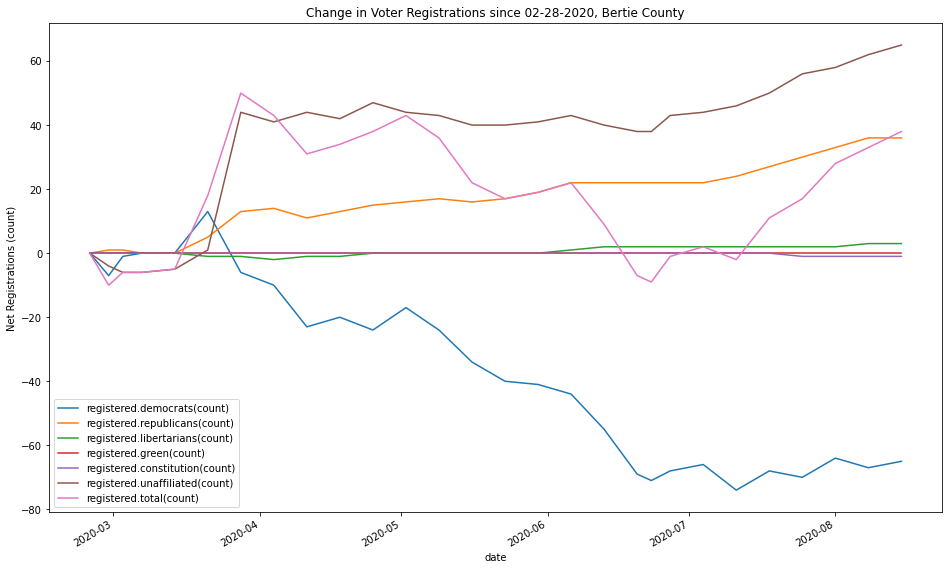 Change in Voter Registrations since 02-28-2020, Bertie County
Net Registrations (count)
60
40
20
0
−20
−40
−60
−80
registered.democrats(count)
registered.republicans(count)
registered.libertarians(count)
registered.green(count)
registered.constitution(count)
registered.unaffiliated(count)
registered.total(count)
2020-03
2020-04
2020-05
2020-06
2020-07
2020-08
date